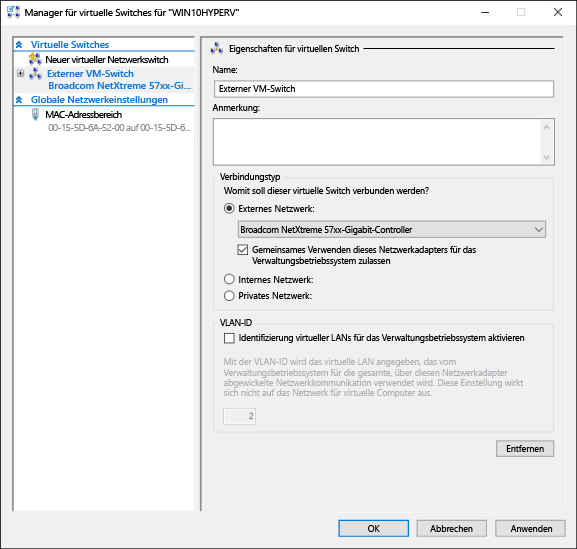 Manager für virtuelle Switches für "WIN10HYPERV"
Virtuelle Switches
Neuer virtueller Netzwerkswitch
Externer VM-Switch
Broadcom NetXtreme 57xx-Gi...
Globale Netzwerkeinstellungen
MAC-Adressbereich
00-15-5D-6A-52-00 auf 00-15-5D-6...
Eigenschaften für virtuellen Switch
Name:
Externer VM-Switch
Anmerkung:
Verbindungstyp
Womit soll dieser virtuelle Switch verbunden werden?
Externes Netzwerk:
Broadcom NetXtreme 57xx-Gigabit-Controller
Gemeinsames Verwenden dieses Netzwerkadapters für das
Verwaltungsbetriebssystem zulassen
Internes Netzwerk:
Privates Netzwerk:
VLAN-ID
Identifizierung virtueller LANs für das Verwaltungsbetriebssystem aktivieren
Mit der VLAN-ID wird das virtuelle LAN angegeben, das vom
Verwaltungsbetriebssystem für die gesamte, über diesen Netzwerkadapter
abgewickelte Netzwerkkommunikation verwendet wird. Diese Einstellung wirkt
sich nicht auf das Netzwerk für virtuelle Computer aus.
2
Entfernen
OK
Abbrechen
Anwenden